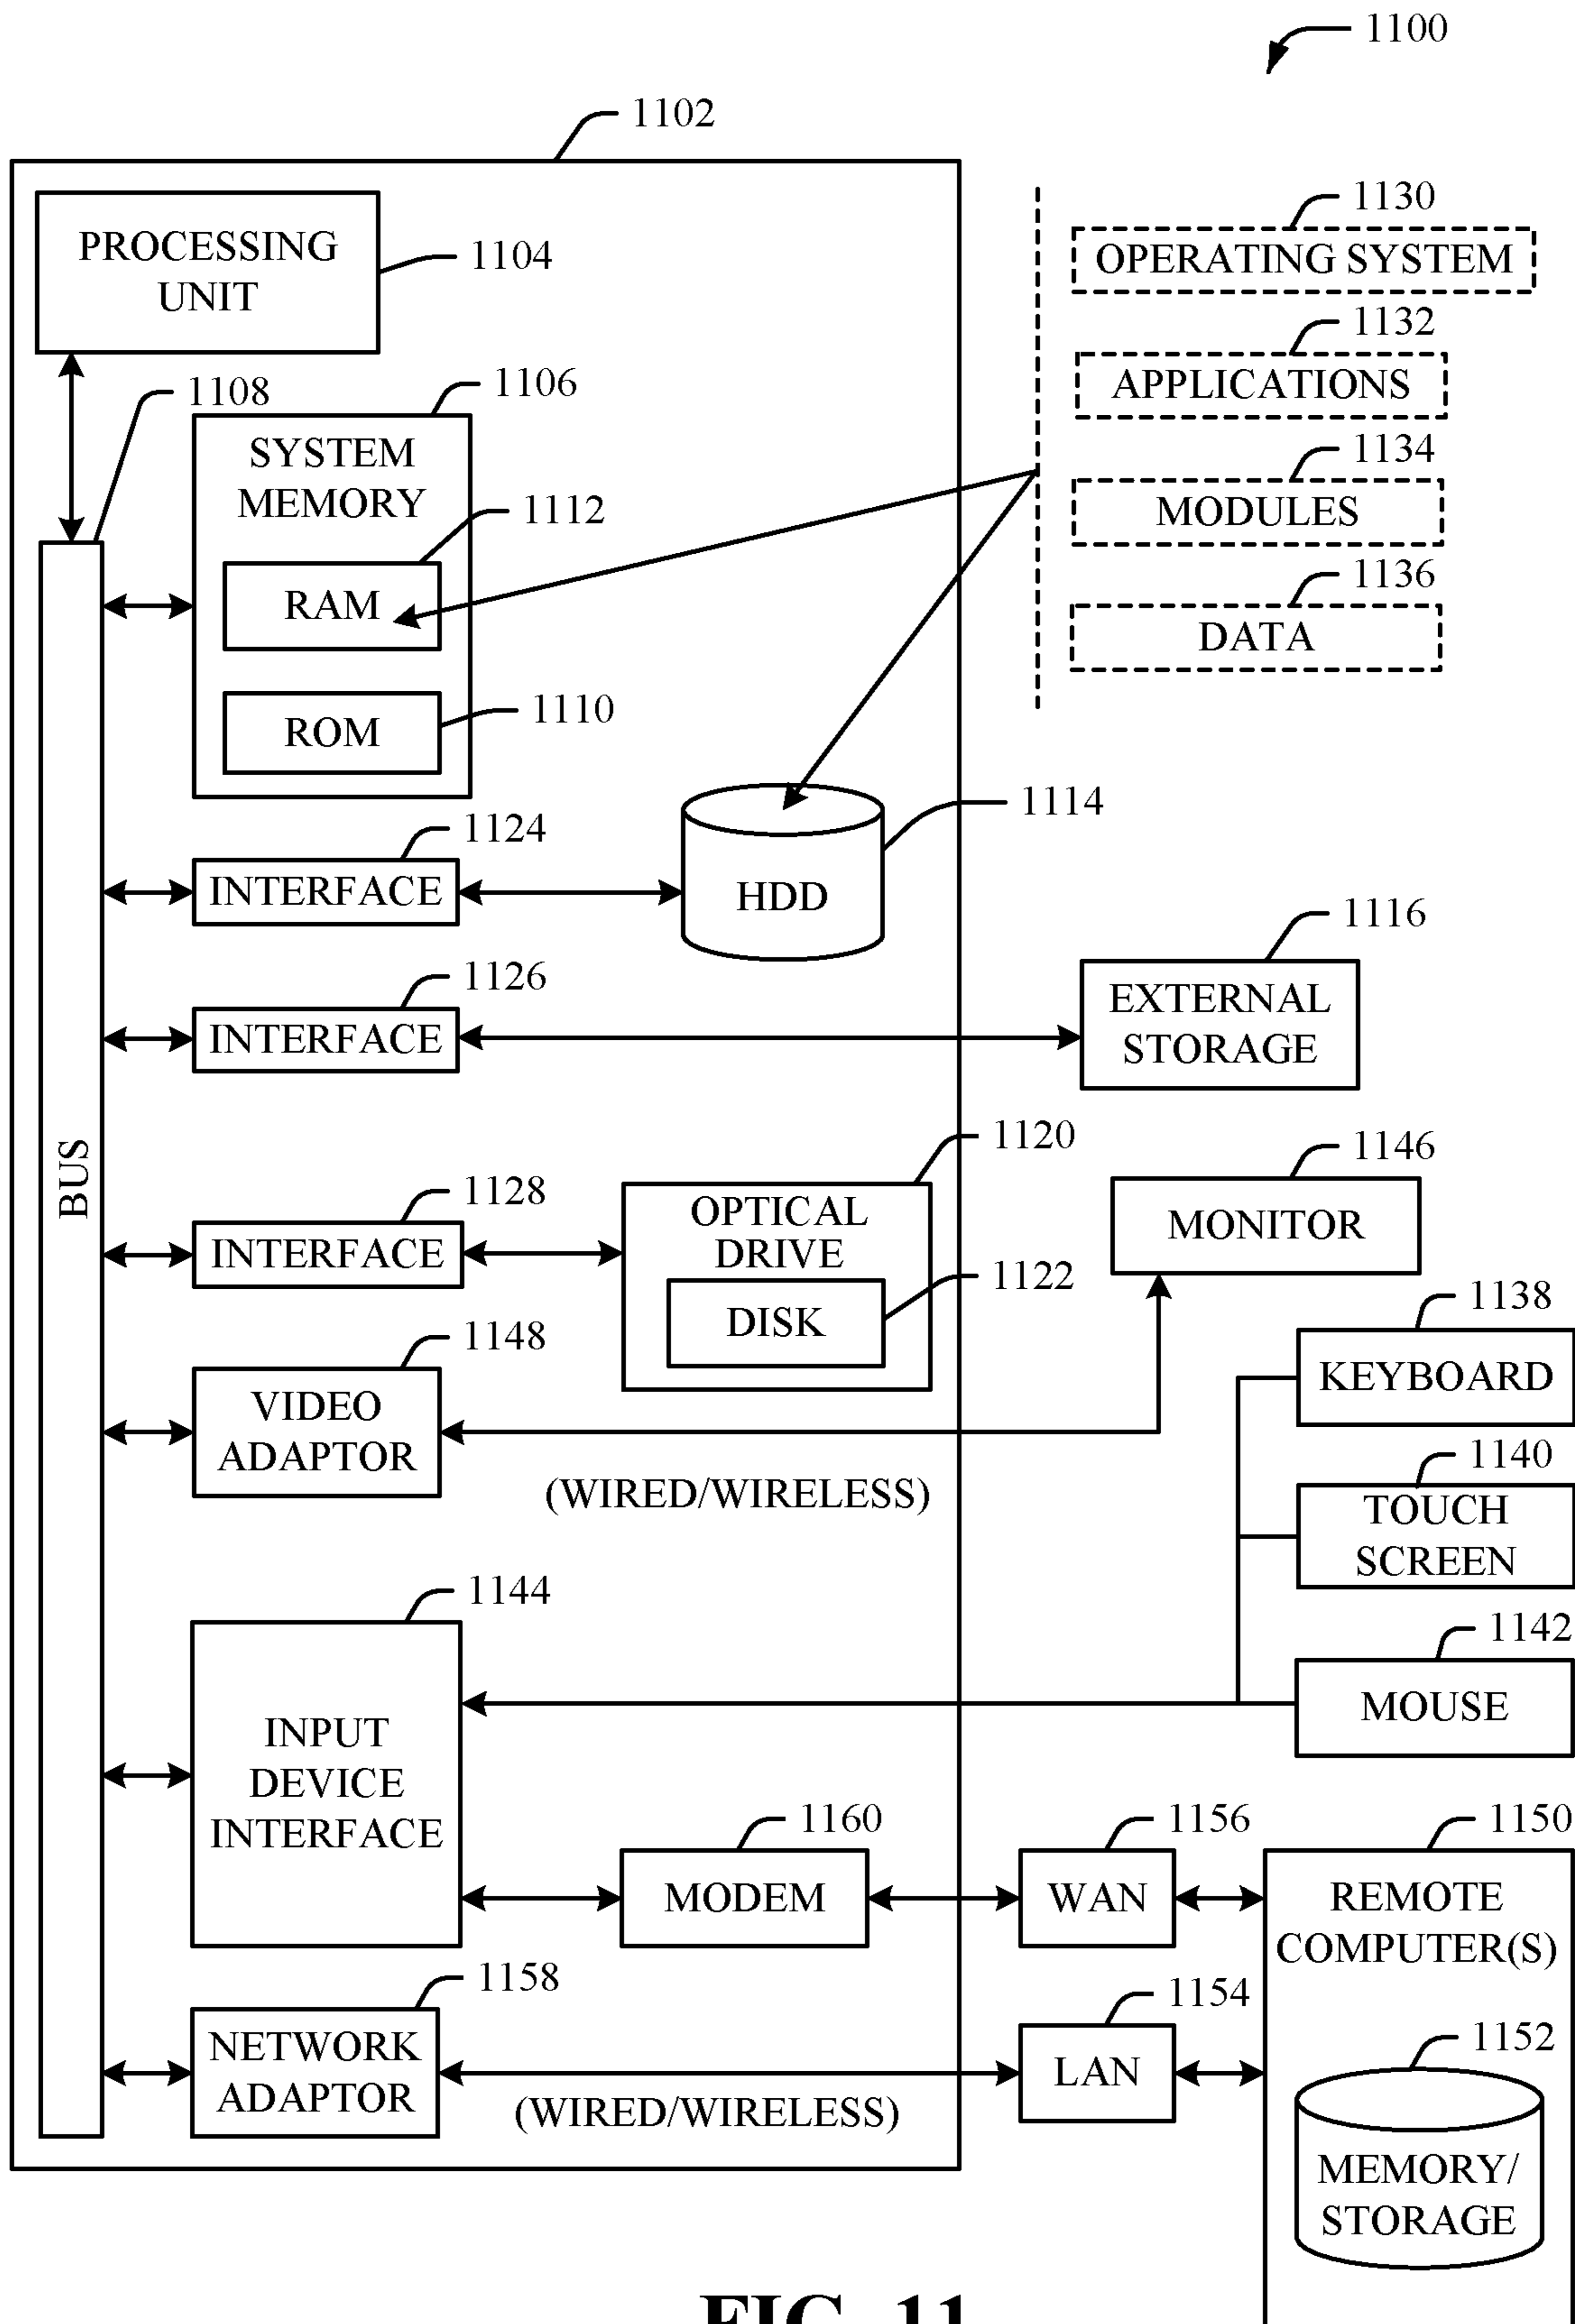 1100
1102
PROCESSING
UNIT
1104
1130
OPERATING SYSTEM
1132
APPLICATIONS
1134
MODULES
1136
DATA
1108
1106
SYSTEM
MEMORY
1112
RAM
1110
ROM
1114
HDD
1124
INTERFACE
1116
EXTERNAL
STORAGE
1126
INTERFACE
BUS
1120
OPTICAL
DRIVE
1122
DISK
1128
INTERFACE
1146
MONITOR
1138
KEYBOARD
1148
VIDEO
ADAPTOR
(WIRED/WIRELESS)
1140
TOUCH
SCREEN
1142
MOUSE
1144
INPUT
DEVICE
INTERFACE
1160
MODEM
1156
WAN
1150
REMOTE
COMPUTER(S)
1158
NETWORK
ADAPTOR
(WIRED/WIRELESS)
1154
LAN
1152
MEMORY/
STORAGE
FIG. 11